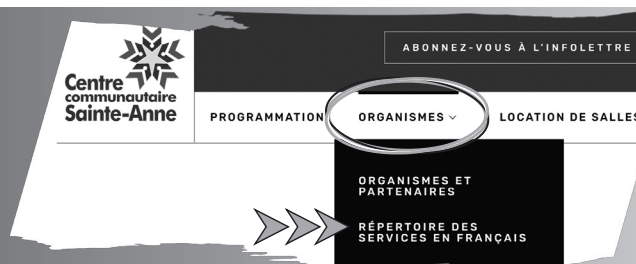 ABONNEZ-VOUS À L'INFOLETTRE
Centre
communautaire
Sainte-Anne
PROGRAMMATION
ORGANISMES
LOCATION DE SALLES
ORGANISMES ET
PARTENAIRES
RÉPERTOIRE DES
SERVICES EN FRANÇAIS